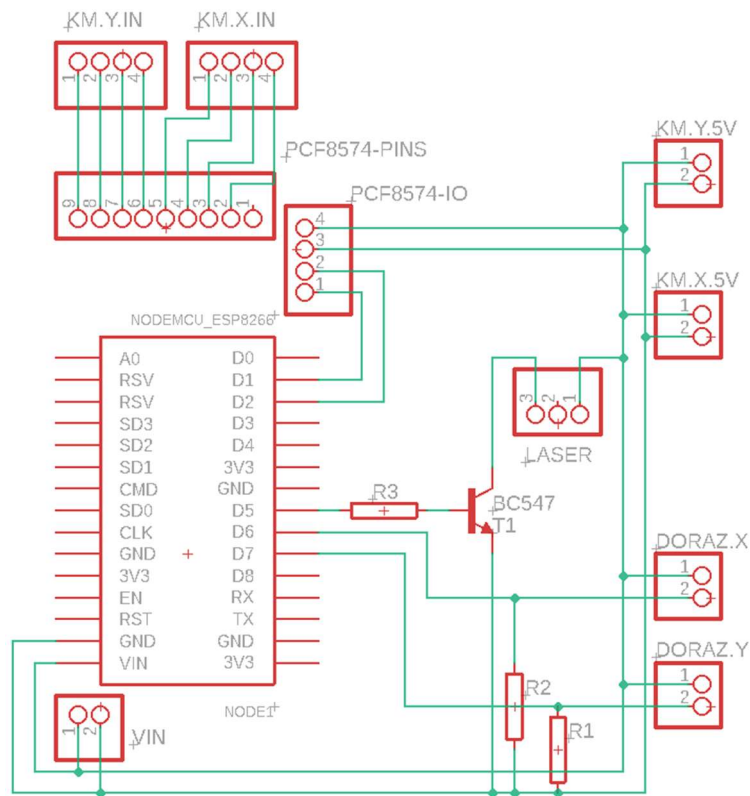 KM.Y.IN
KM.X.IN
1 2 3 4
1 2 3 4
PCF8574-PINS
9 8 7 6 5 4 3 2 1
PCF8574-IO
4
3
2
1
KM.Y.5V
1
2
KM.X.5V
1
2
NODEMCU_ESP8266
A0 D0
RSV D1
RSV D2
SD3 D3
SD2 D4
SD1 3V3
CMD GND
SD0 D5
CLK D6
GND D7
3V3 D8
EN RX
RST TX
GND GND
VIN 3V3
NODE1
3 2 1
LASER
R3
BC547
T1
DORAZ.X
1
2
DORAZ.Y
1
2
R2
R1
1 2
VIN